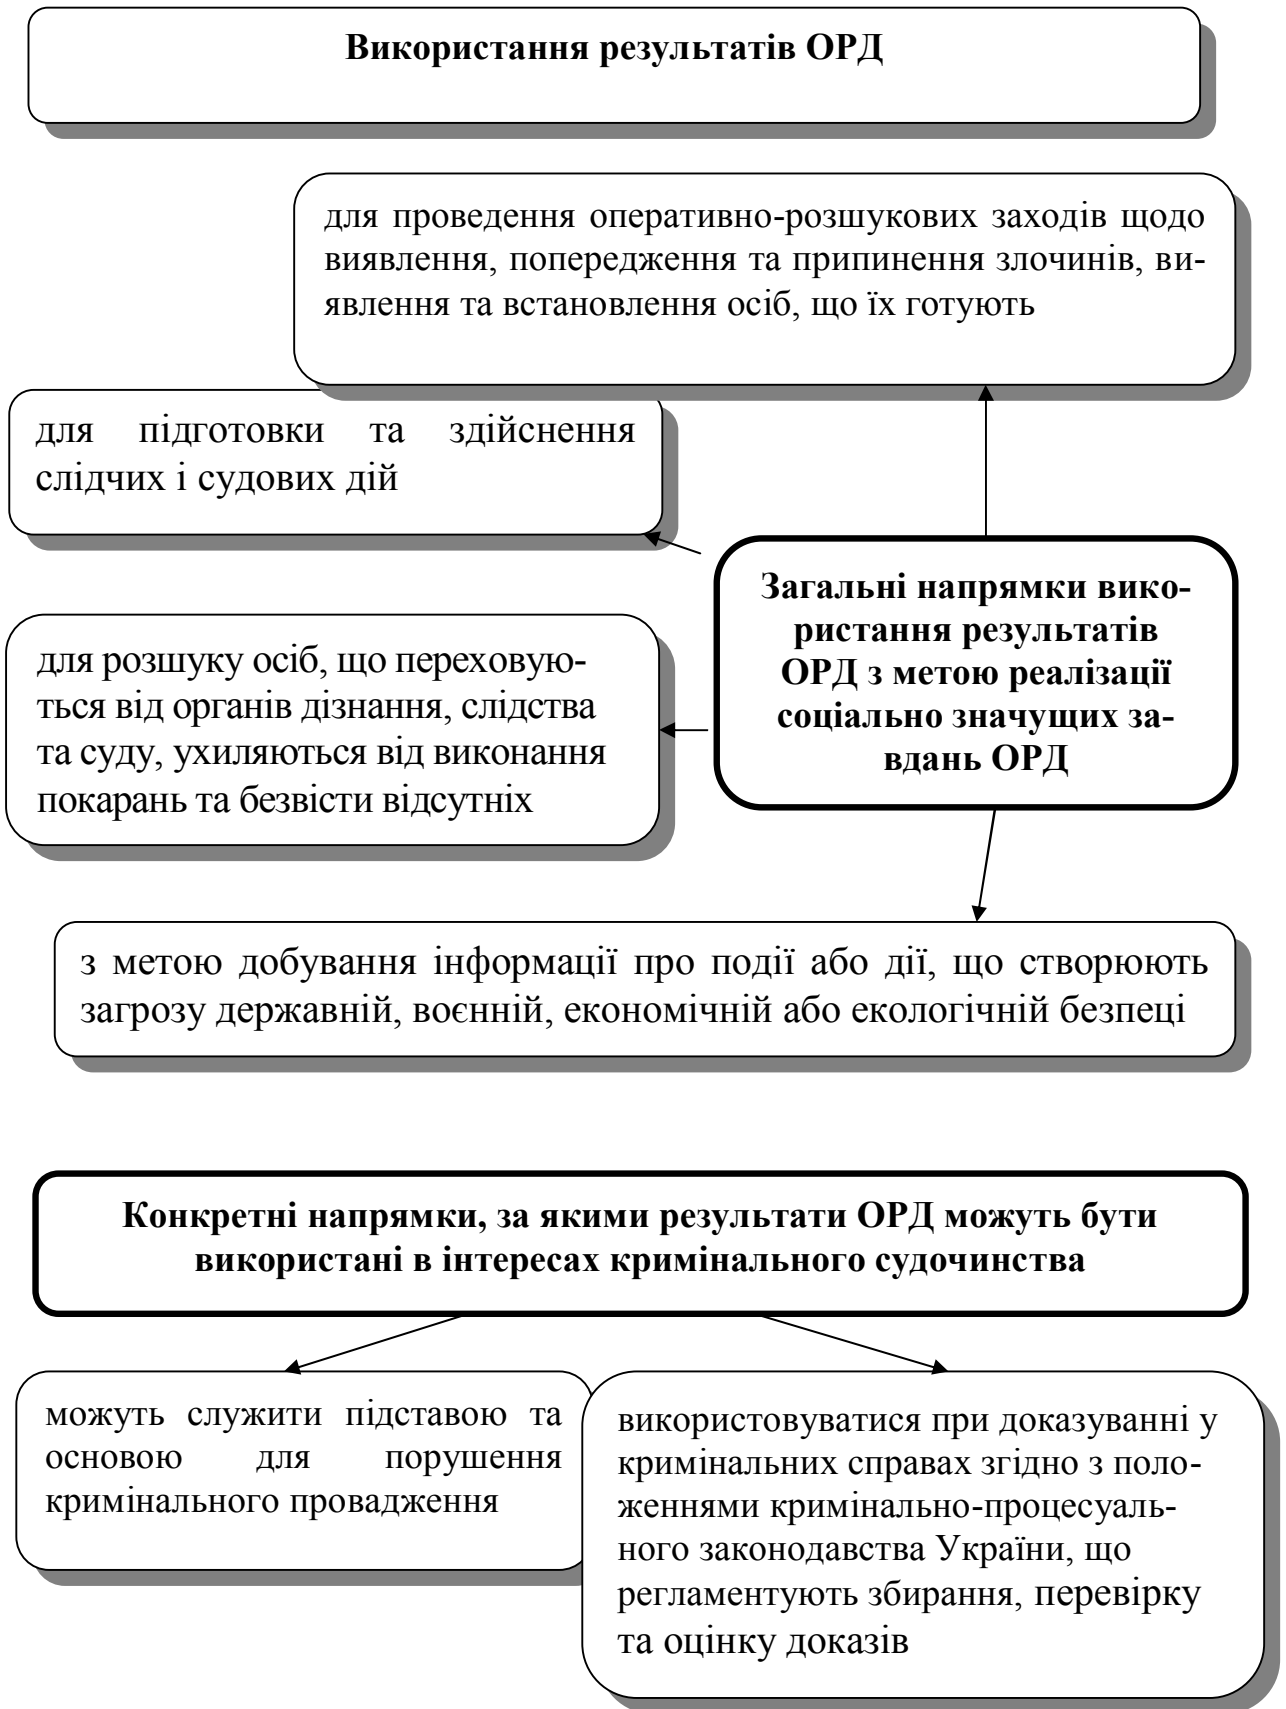 Використання результатів ОРД
для проведення оперативно-розшукових заходів щодо
виявлення, попередження та припинення злочинів, ви-
явлення та встановлення осіб, що їх готують
для підготовки та здійснення
слідчих і судових дій
Загальні напрямки вико-
ристання результатів
ОРД з метою реалізації
соціально значущих за-
вдань ОРД
для розшуку осіб, що переховую-
ться від органів дізнання, слідства
та суду, ухиляються від виконання
покарань та безвісти відсутніх
з метою добування інформації про події або дії, що створюють
загрозу державній, воєнній, економічній або екологічній безпеці
Конкретні напрямки, за якими результати ОРД можуть бути
використані в інтересах кримінального судочинства
можуть служити підставою та
основою для порушення
кримінального провадження
використовуватися при доказуванні у
кримінальних справах згідно з поло-
женнями кримінально-процесуаль-
ного законодавства України, що
регламентують збирання, перевірку
та оцінку доказів